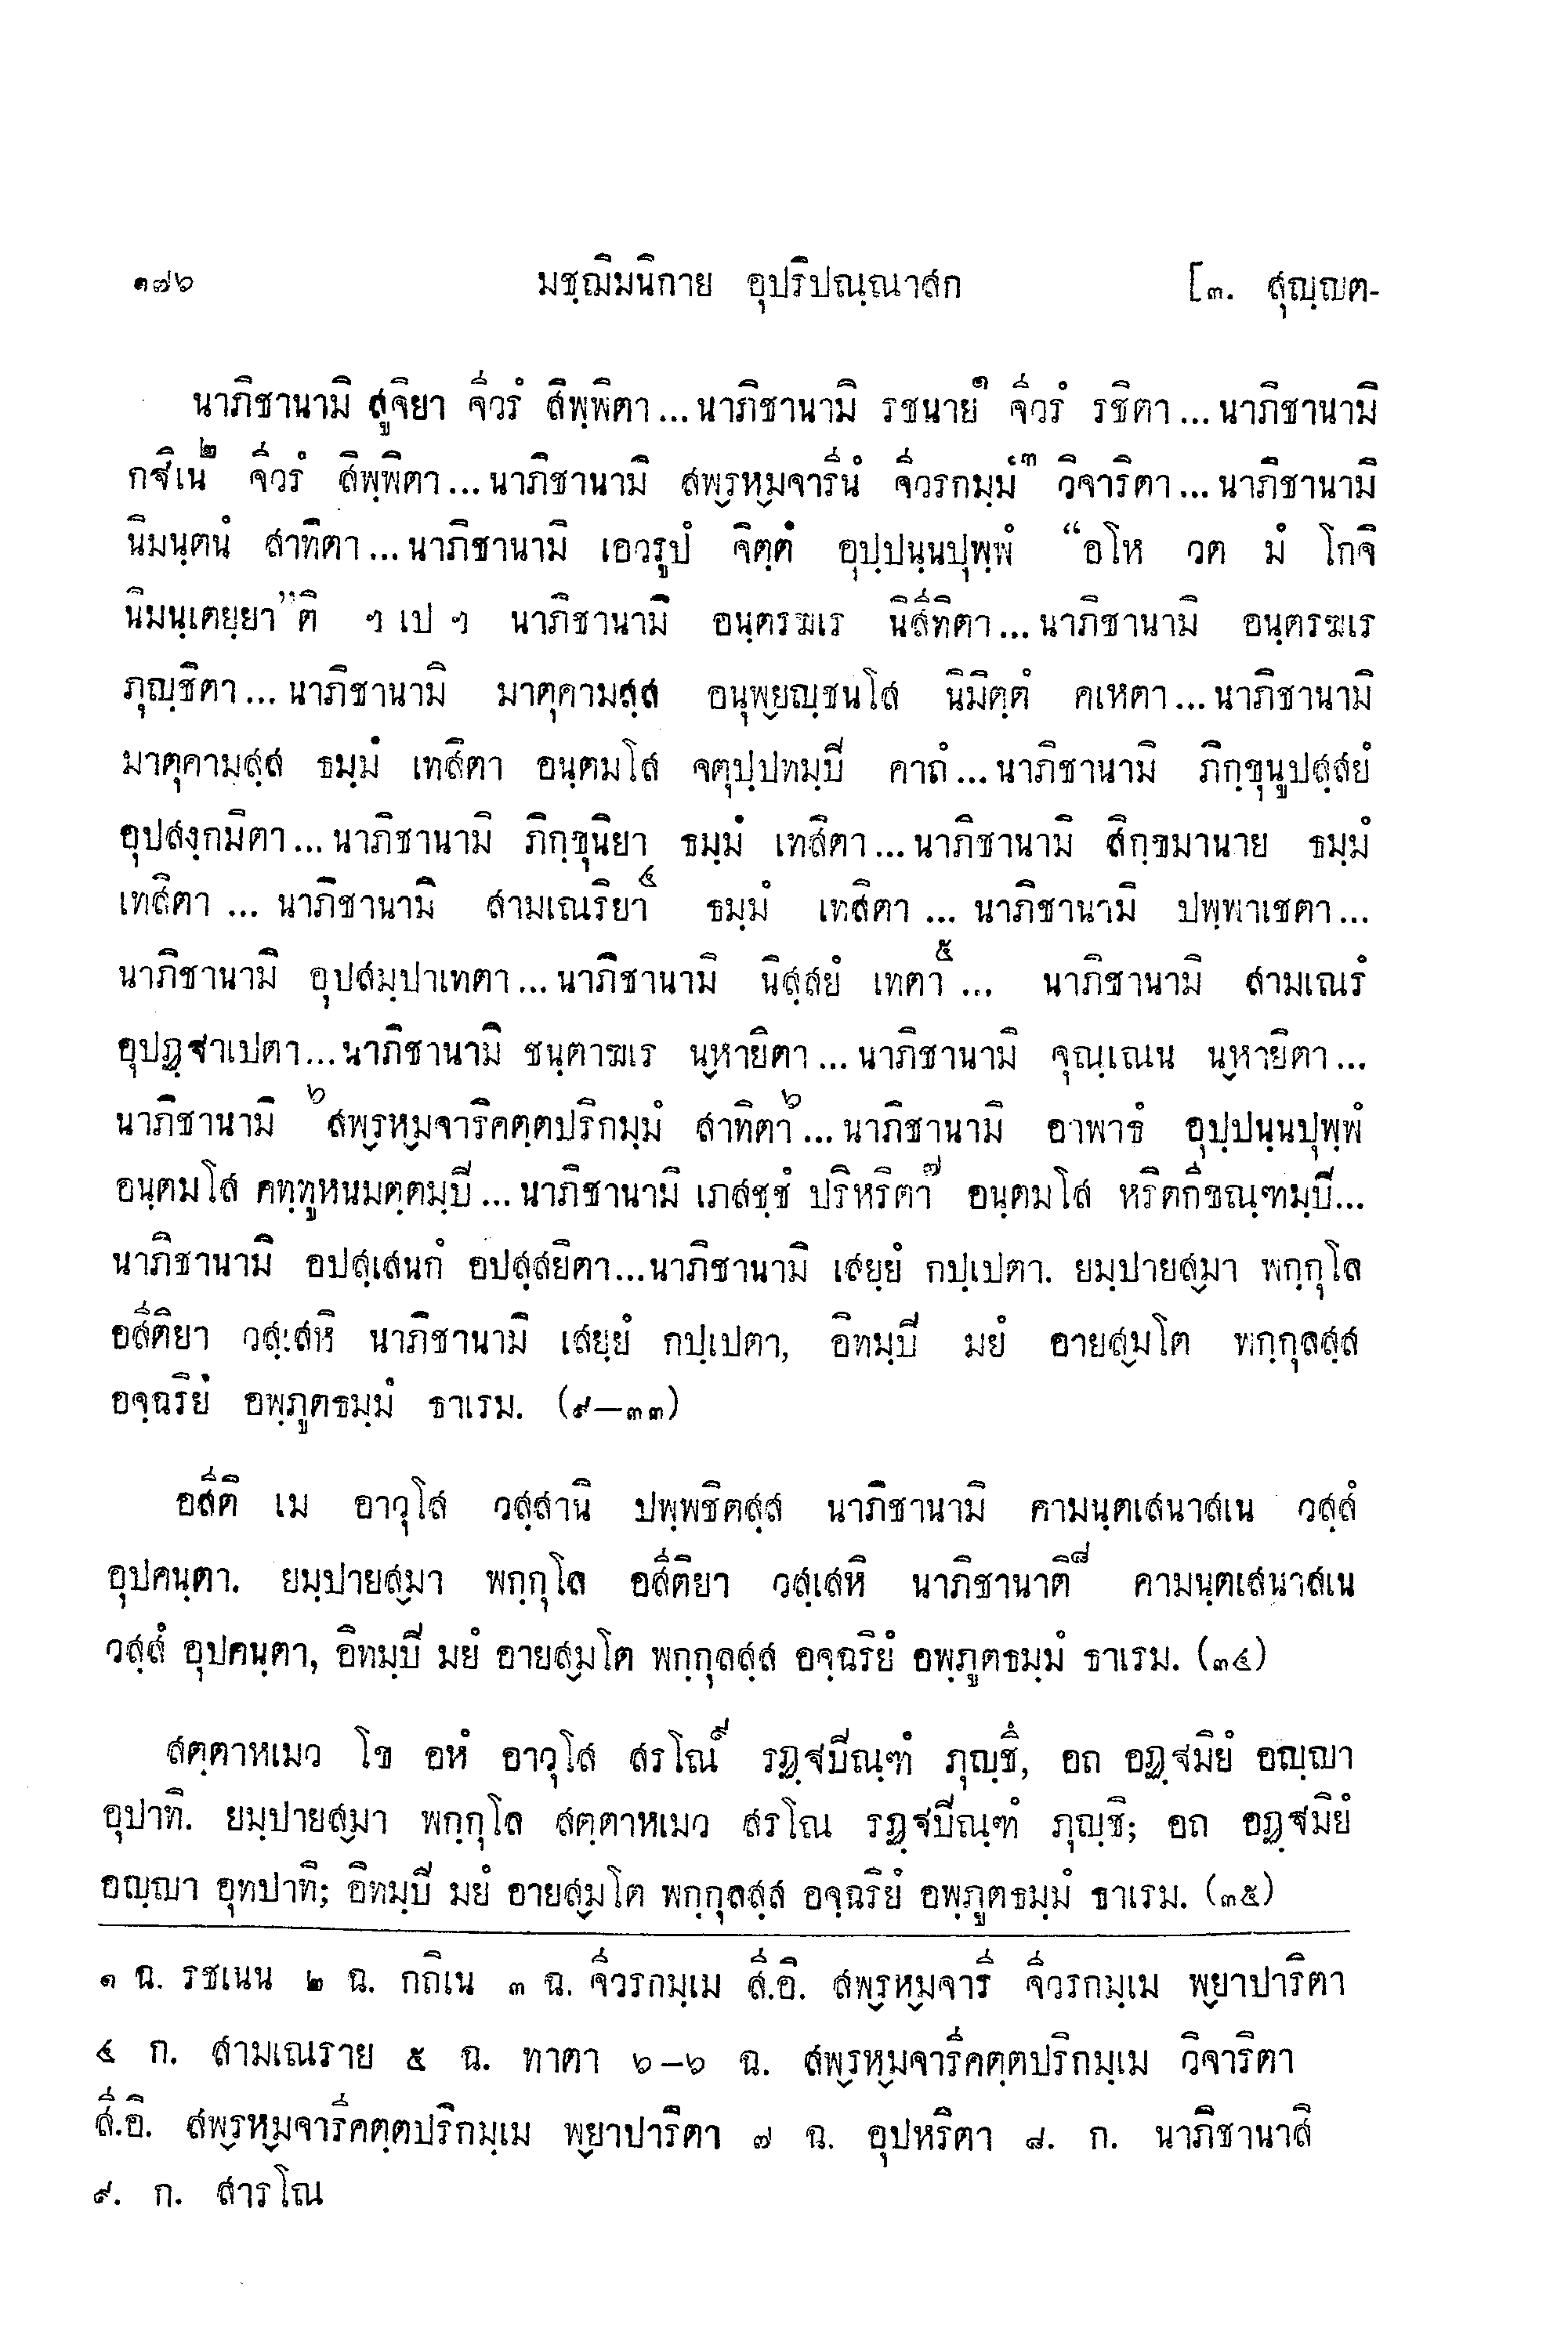 ๑๗๖ มชฺฌิมนิกาย อุปริปณฺณาสก [๓. สุญฺญต-
นาภิชานามิ สูจิยา จีวรํ สิพฺพิตา...นาภิชานามิ รชนาย๑ จีวรํ รชิตา...นาภิชานามิ
กฐิเน๒ จีวรํ สิพฺพิตา...นาภิชานามิ สพฺรหฺมจารีนํ จีวรกมฺมํ๓ วิจาริตา...นาภิชานามิ
นิมนฺตนํ สาทิตา...นาภิชานามิ เอวรูปํ จิตฺตํ อุปฺปนฺนปุพฺพํ “อโห วต มํ โกจิ
นิมนฺเตยฺยา”ติ ฯ เป ฯ นาภิชานามิ อนฺตรฆเร นิสีทิตา...นาภิชานามิ อนฺตรฆเร
ภุญฺชิตา...นาภิชานามิ มาตุคามสฺส อนุพฺยญฺชนโส นิมิตฺตํ คเหตา...นาภิชานามิ
มาตุคามสฺส ธมฺมํ เทสิตา อนฺตมโส จตุปฺปทมฺปิ คาถํ...นาภิชานามิ ภิกฺขุนูปสฺสยํ
อุปสงฺกมิตา...นาภิชานามิ ภิกฺขุนิยา ธมฺมํ เทสิตา...นาภิชานามิ สิกฺขมานาย ธมฺมํ
เทสิตา ... นาภิชานามิ สามเณริยา๔ ธมฺมํ เทสิตา ... นาภิชานามิ ปพฺพาเชตา...
นาภิชานามิ อุปสมฺปาเทตา...นาภิชานามิ นิสฺสยํ เทตา๕ ... นาภิชานามิ สามเณรํ
อุปฏฺฐาเปตา...นาภิชานามิ ชนฺตาฆเร นฺหายิตา...นาภิชานามิ จุณฺเณน นฺหายิตา...
นาภิชานามิ ๖สพฺรหฺมจาริคตฺตปริกมฺมํ สาทิตา๖...นาภิชานามิ อาพาธํ อุปฺปนฺนปุพฺพํ
อนฺตมโส คทฺทูหนมตฺตมฺปิ...นาภิชานามิ เภสชฺชํ ปริหริตา๗ อนฺตมโส หริตกิขณฺฑมฺปิ...
นาภิชานามิ อปสฺเสนกํ อปสฺสยิตา...นาภิชานามิ เสยฺยํ กปฺเปตา. ยมฺปายสฺมา พกฺกุโล
อสีติยา วสฺเสหิ นาภิชานามิ เสยฺยํ กปฺเปตา, อิทมฺปิ มยํ อายสฺมโต พกฺกุลสฺส
อจฺฉริยํ อพฺภูตธมฺมํ ธาเรม. (๙—๓๓)
อสีติ เม อาวุโส วสฺสานิ ปพฺพชิตสฺส นาภิชานามิ คามนฺตเสนาสเน วสฺสํ
อุปคนฺตา. ยมฺปายสฺมา พกฺกุโล อสีติยา วสฺเสหิ นาภิชานาติ๘ คามนฺตเสนาสเน
วสฺสํ อุปคนฺตา, อิทมฺปิ มยํ อายสฺมโต พกฺกุลสฺส อจฺฉริยํ อพฺภูตธมฺมํ ธาเรม. (๓๔)
สตฺตาหเมว โข อหํ อาวุโส สรโณ๙ รฏฺฐปิณฺฑํ ภุญฺชึ, อถ อฏฺฐมิยํ อญฺญา
อุปาทิ. ยมฺปายสฺมา พกฺกุโล สตฺตาหเมว สรโณ รฏฺฐปิณฺฑํ ภุญฺชิ; อถ อฏฺฐมิยํ
อญฺญา อุทปาทิ; อิทมฺปิ มยํ อายสฺมโต พกฺกุลสฺส อจฺฉริยํ อพฺภูตธมฺมํ ธาเรม. (๓๕)
๑ ฉ. รชเนน ๒ ฉ. กถิเน ๓ ฉ. จีวรกมฺเม สี.อิ. สพฺรหฺมจารี จีวรกมฺเม พฺยาปาริตา
๔ ก. สามเณราย ๕ ฉ. ทาตา ๖—๖ ฉ. สพฺรหฺมจารีคตฺตปริกมฺเม วิจาริตา
สี.อิ. สพฺรหฺมจารีคตฺตปริกมฺเม พฺยาปาริตา ๗ ฉ. อุปหริตา ๘. ก. นาภิชานาสิ
๙. ก. สารโณ